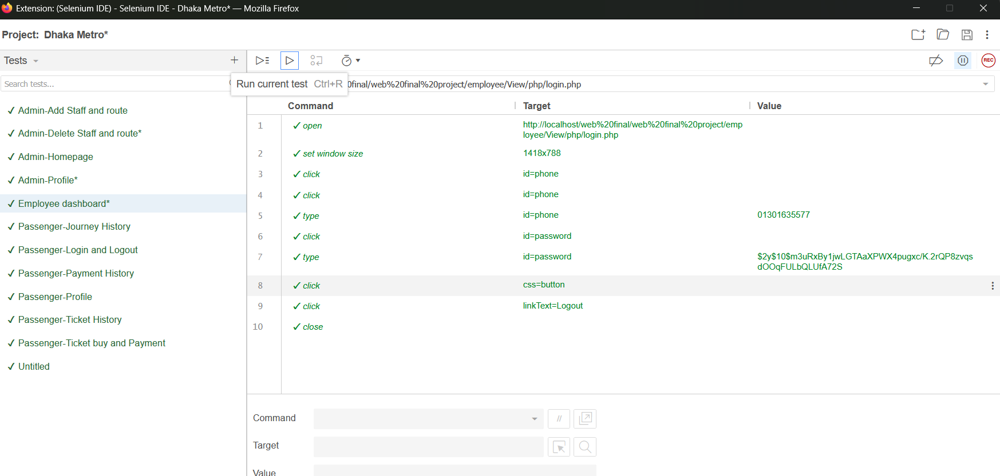 Extension: (Selenium IDE) - Selenium IDE - Dhaka Metro* — Mozilla Firefox
Project: Dhaka Metro*
Tests
REC
Search tests...
Run current test Ctrl+R
0final/web%20final%20project/employee/View/php/login.php
Command Target Value
Admin-Add Staff and route
Admin-Delete Staff and route*
Admin-Homepage
Admin-Profile*
Employee dashboard*
Passenger-Journey History
Passenger-Login and Logout
Passenger-Payment History
Passenger-Profile
Passenger-Ticket History
Passenger-Ticket buy and Payment
Untitled
1 open http://localhost/web%20final/web%20final%20project/emp
loyee/View/php/login.php
2 set window size 1418x788
3 click id=phone
4 click id=phone
5 type id=phone 01301635577
6 click id=password
7 type id=password $2y$10$m3uRxBy1jwLGTAaXPWX4pugxc/K.2rQP8zvqs
dOOqFULbQLUfA72S
8 click css=button
9 click linkText=Logout
10 close
Command
//
Target
Value